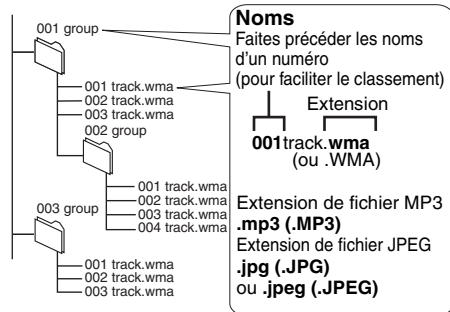 001 group
001 track.wma
002 track.wma
003 track.wma
002 group
001 track.wma
002 track.wma
003 track.wma
004 track.wma
003 group
001 track.wma
002 track.wma
003 track.wma
Noms
Faites précéder les noms
d'un numéro
(pour faciliter le classement)
Extension
001track.wma
(ou .WMA)
Extension de fichier MP3
.mp3 (.MP3)
Extension de fichier JPEG
.jpg (.JPG)
ou .jpeg (.JPEG)